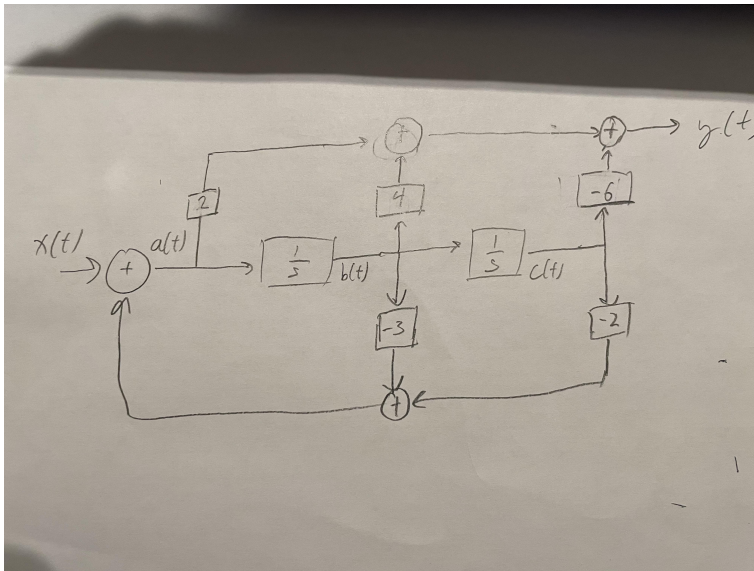 + + y(t)
2 4 -6
x(t) + a(t) 1/s b(t) 1/s c(t)
-3 -2
+